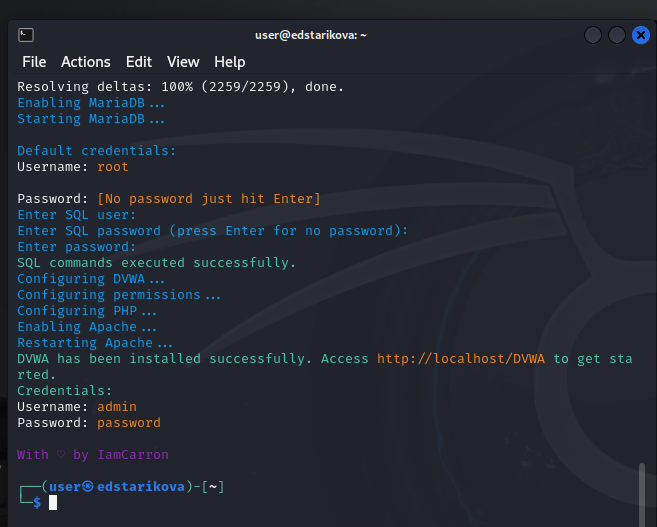 user@edstarikova: ~
File Actions Edit View Help
Resolving deltas: 100% (2259/2259), done.
Enabling MariaDB...
Starting MariaDB...
Default credentials:
Username: root
Password: [No password just hit Enter]
Enter SQL user:
Enter SQL password (press Enter for no password):
Enter password:
SQL commands executed successfully.
Configuring DVWA...
Configuring permissions...
Configuring PHP...
Enabling Apache...
Restarting Apache...
DVWA has been installed successfully. Access http://localhost/DVWA to get sta
rted.
Credentials:
Username: admin
Password: password
With ♡ by IamCarron
┌──(user㉿edstarikova)-[~]
└─$